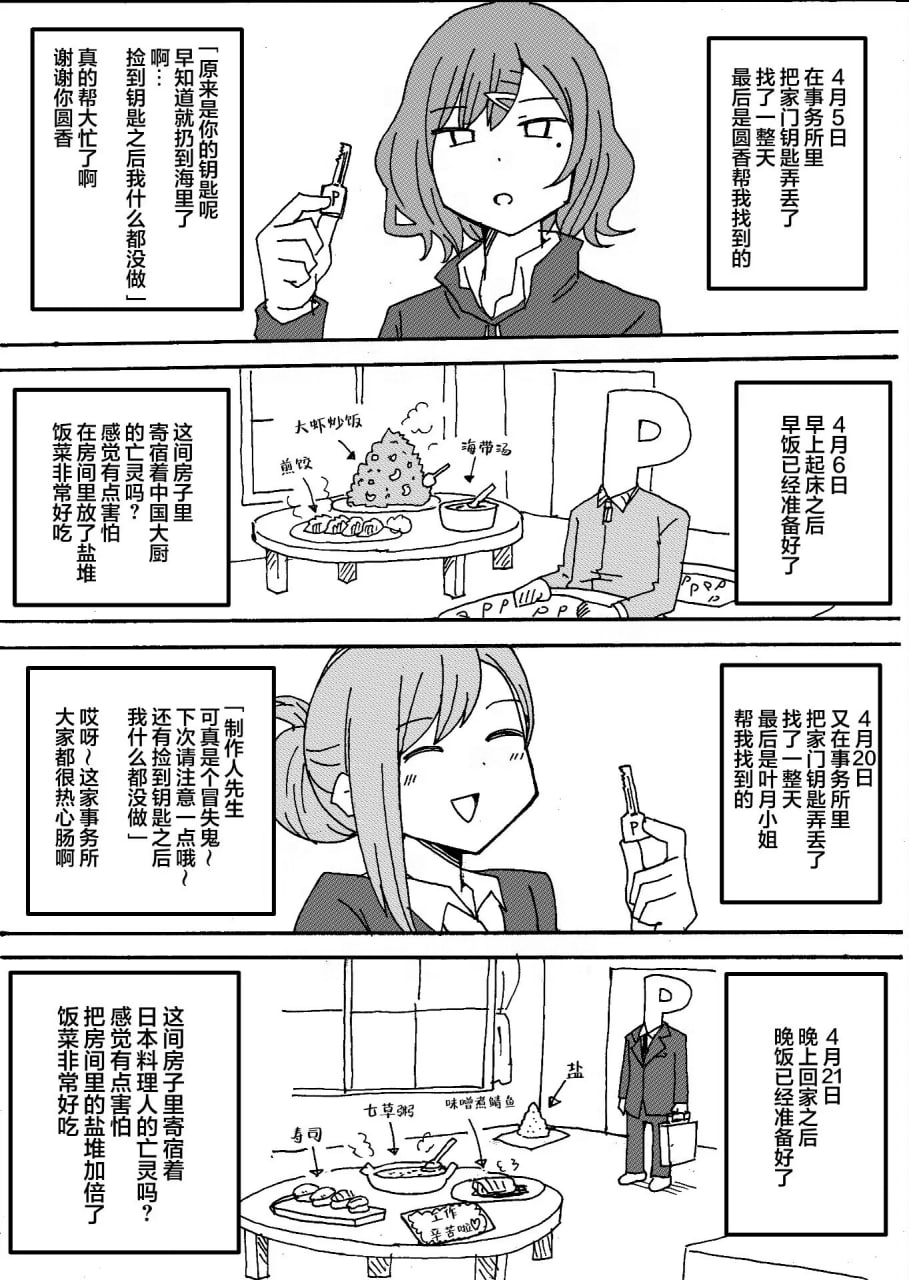 4月5日
在事务所里
把家门钥匙弄丢了
找了一整天
最后是圆香帮我找到的
P
「原来是你的钥匙呢
早知道就扔到海里了
啊…
捡到钥匙之后我什么都没做」
真的帮大忙了啊
谢谢你圆香
4月6日
早上起床之后
早饭已经准备好了
P
P P P P P P
海带汤
大虾炒饭
煎饺
这间房子里
寄宿着中国大厨
的亡灵吗？
感觉有点害怕
在房间里放了盐堆
饭菜非常好吃
4月20日
又在事务所里
把家门钥匙弄丢了
找了一整天
最后是叶月小姐
帮我找到的
P
「制作人先生
可真是个冒失鬼~
下次请注意一点哦~
还有捡到钥匙之后
我什么都没做」
哎呀~这家事务所
大家都很热心肠啊
4月21日
晚上回家之后
晚饭已经准备好了
P
盐
味噌煮鲭鱼
七草粥
寿司
工作
辛苦啦♡
这间房子里寄宿着
日本料理人的亡灵吗？
感觉有点害怕
把房间里的盐堆加倍了
饭菜非常好吃